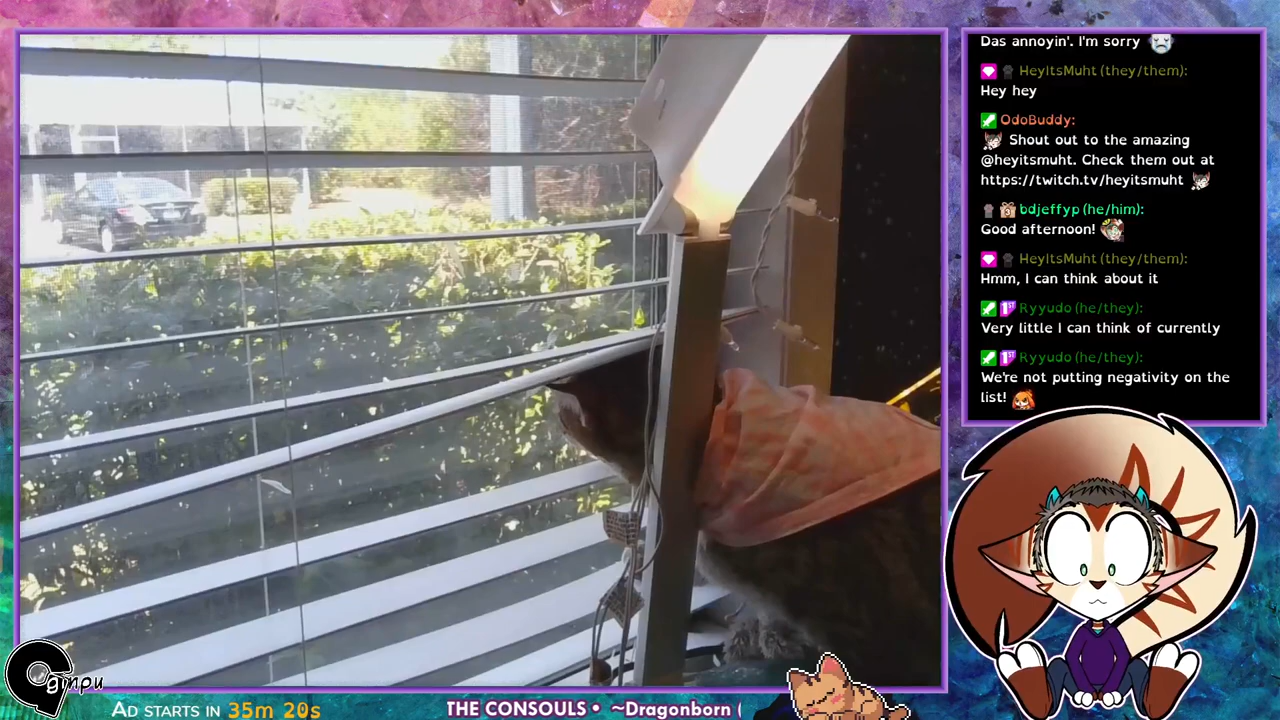 Das annoyin'. I'm sorry
HeyItsMuht (they/them):
Hey hey
OdoBuddy:
Shout out to the amazing
@heyitsmuht. Check them out at
https://twitch.tv/heyitsmuht
bdjeffyp (he/him):
Good afternoon!
HeyItsMuht (they/them):
Hmm, I can think about it
1ST Ryyudo (he/they):
Very little I can think of currently
1ST Ryyudo (he/they):
We're not putting negativity on the
list!
ginpu
AD STARTS IN 35m 20s
THE CONSOULS • ~Dragonborn (